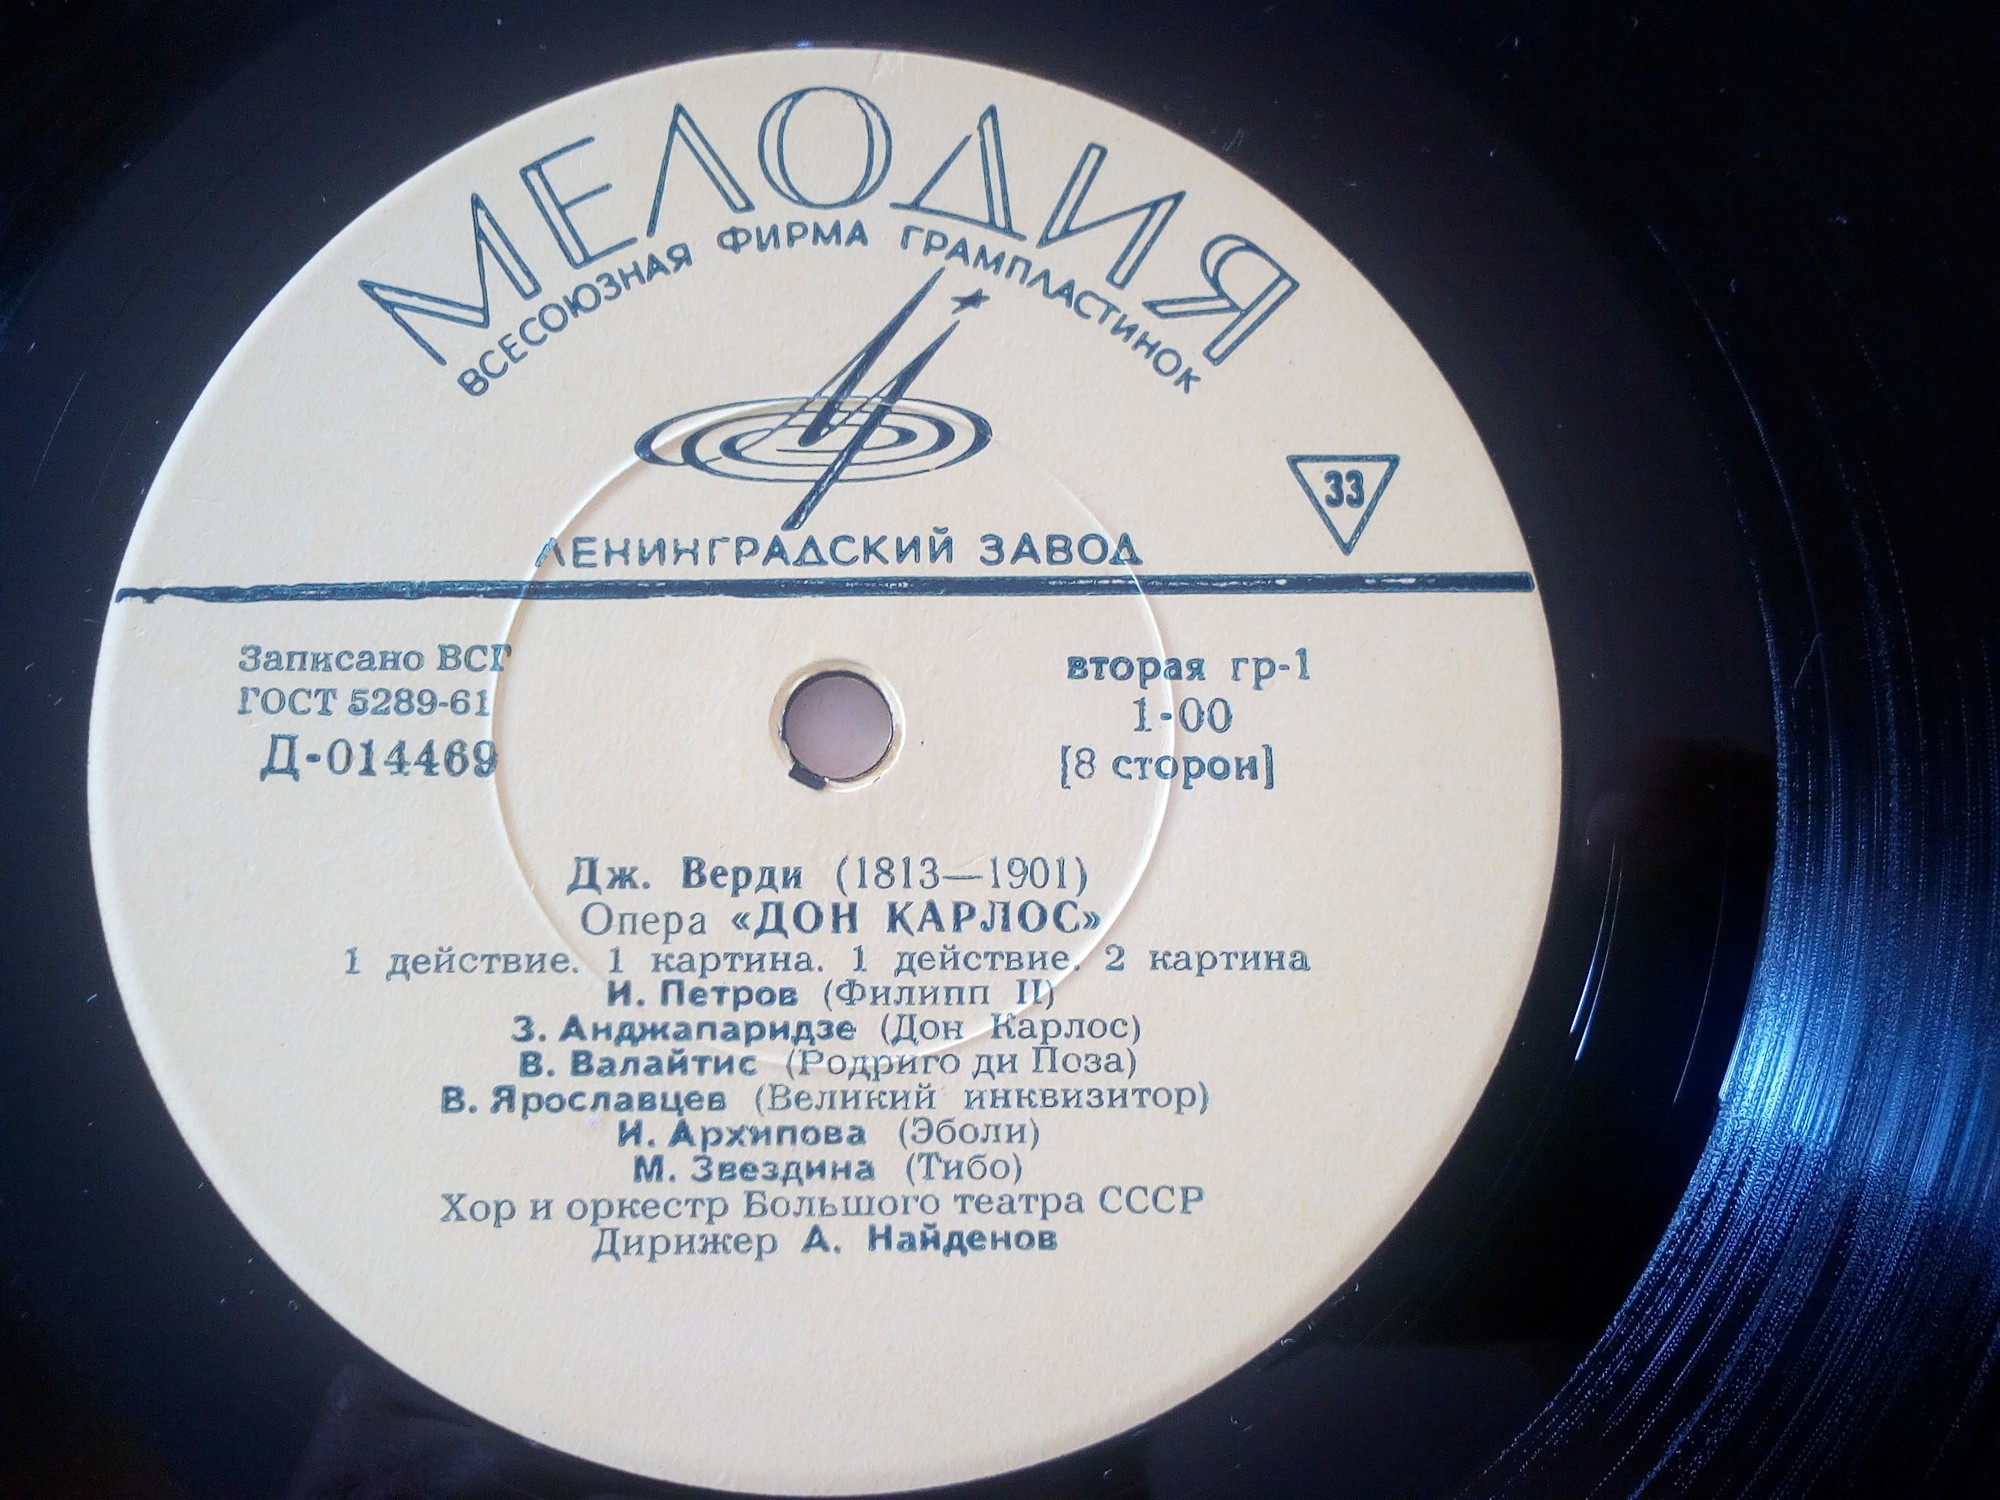 МЕЛОДИЯ
ВСЕСОЮЗНАЯ ФИРМА ГРАМПЛАСТИНОК
33
ЛЕНИНГРАДСКИЙ ЗАВОД
Записано ВСГ
ГОСТ 5289-61
Д-014469
вторая гр-1
1-00
[8 сторон]
Дж. Верди (1813—1901)
Опера «ДОН КАРЛОС»
1 действие. 1 картина. 1 действие. 2 картина
И. Петров (Филипп II)
З. Анджапаридзе (Дон Карлос)
В. Валайтис (Родриго ди Поза)
В. Ярославцев (Великий инквизитор)
И. Архипова (Эболи)
М. Звездина (Тибо)
Хор и оркестр Большого театра СССР
Дирижер А. Найденов